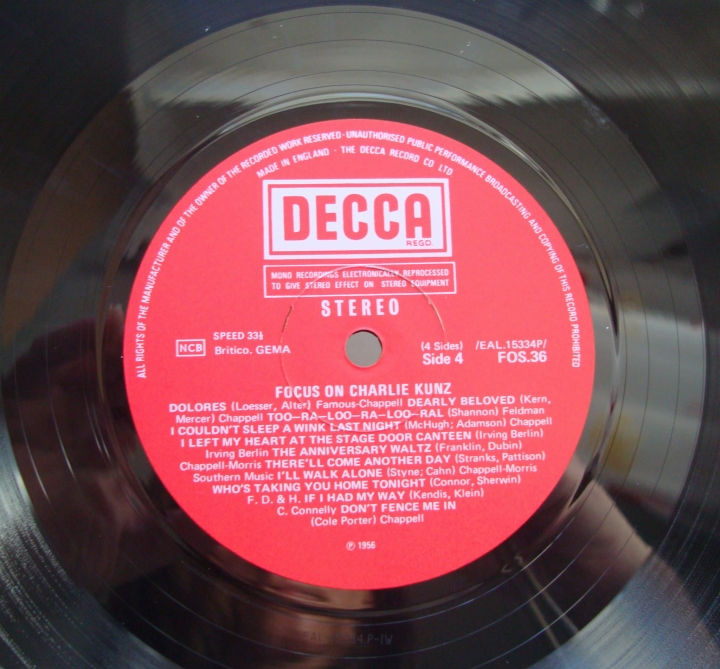 ALL RIGHTS OF THE MANUFACTURER AND OF THE OWNER OF THE RECORDED WORK RESERVED · UNAUTHORISED PUBLIC PERFORMANCE BROADCASTING AND COPYING OF THIS RECORD PROHIBITED
MADE IN ENGLAND · THE DECCA RECORD CO LTD
DECCA
REGD.
MONO RECORDINGS ELECTRONICALLY REPROCESSED
TO GIVE STEREO EFFECT ON STEREO EQUIPMENT
STEREO
NCB
SPEED 33⅓
Britico. GEMA
(4 Sides) /EAL.15334P/
Side 4 FOS.36
FOCUS ON CHARLIE KUNZ
DOLORES (Loesser, Alter) Famous-Chappell DEARLY BELOVED (Kern,
Mercer) Chappell TOO—RA—LOO—RA—LOO—RAL (Shannon) Feldman
I COULDN'T SLEEP A WINK LAST NIGHT (McHugh; Adamson) Chappell
I LEFT MY HEART AT THE STAGE DOOR CANTEEN (Irving Berlin)
Irving Berlin THE ANNIVERSARY WALTZ (Franklin, Dubin)
Chappell-Morris THERE'LL COME ANOTHER DAY (Stranks, Pattison)
Southern Music I'LL WALK ALONE (Styne; Cahn) Chappell-Morris
WHO'S TAKING YOU HOME TONIGHT (Connor, Sherwin)
F. D. & H. IF I HAD MY WAY (Kendis, Klein)
C. Connelly DON'T FENCE ME IN
(Cole Porter) Chappell
℗ 1956